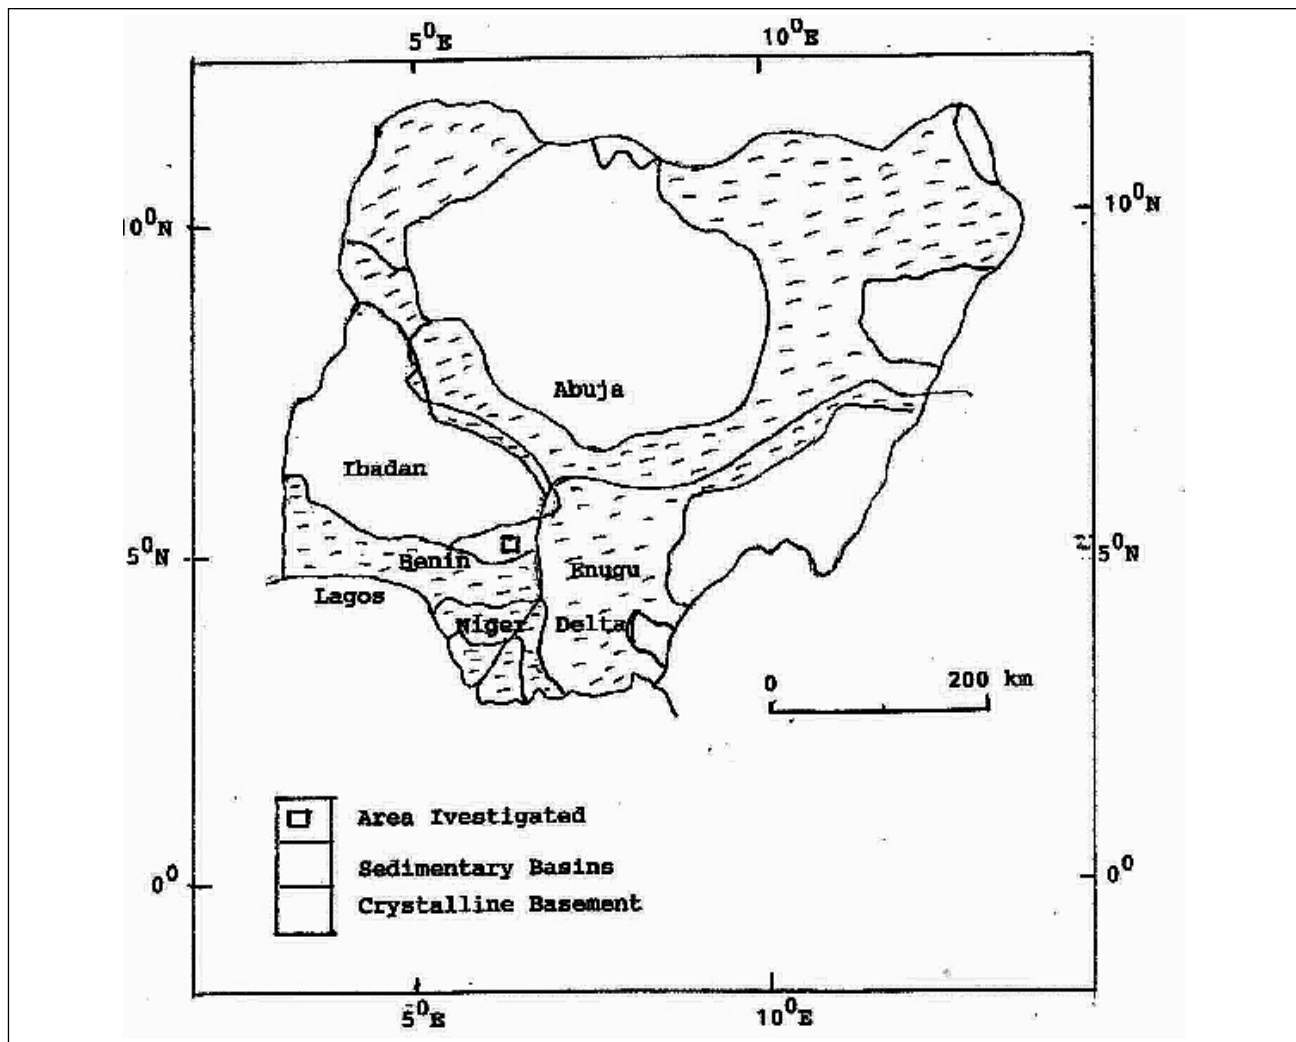 5⁰E 10⁰E
10⁰N 10⁰N
Abuja
Ibadan
5⁰N 5⁰N
Benin Enugu
Lagos
Niger Delta
0 200 km
Area Ivestigated
Sedimentary Basins
0⁰ 0⁰
Crystalline Basement
5⁰E 10⁰E